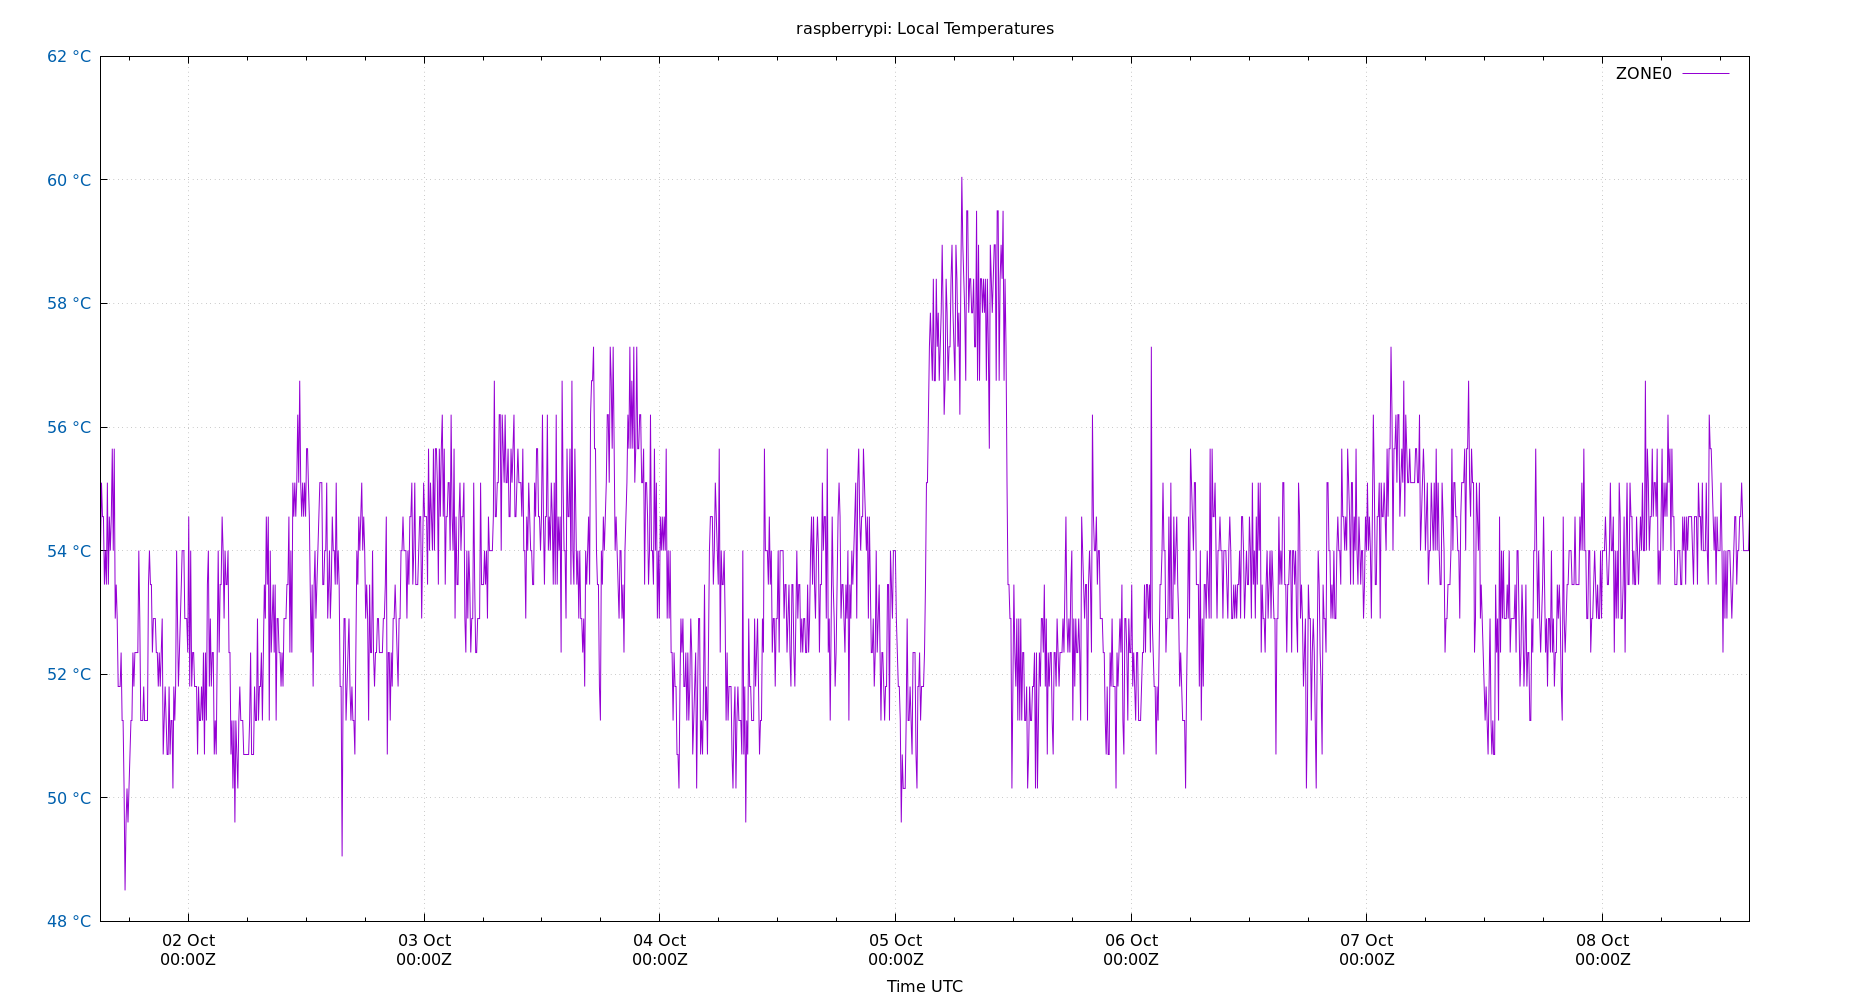 raspberrypi: Local Temperatures
62 °C
ZONE0
60 °C
58 °C
56 °C
54 °C
52 °C
50 °C
48 °C
02 Oct 03 Oct 04 Oct 05 Oct 06 Oct 07 Oct 08 Oct
00:00Z 00:00Z 00:00Z 00:00Z 00:00Z 00:00Z 00:00Z
Time UTC